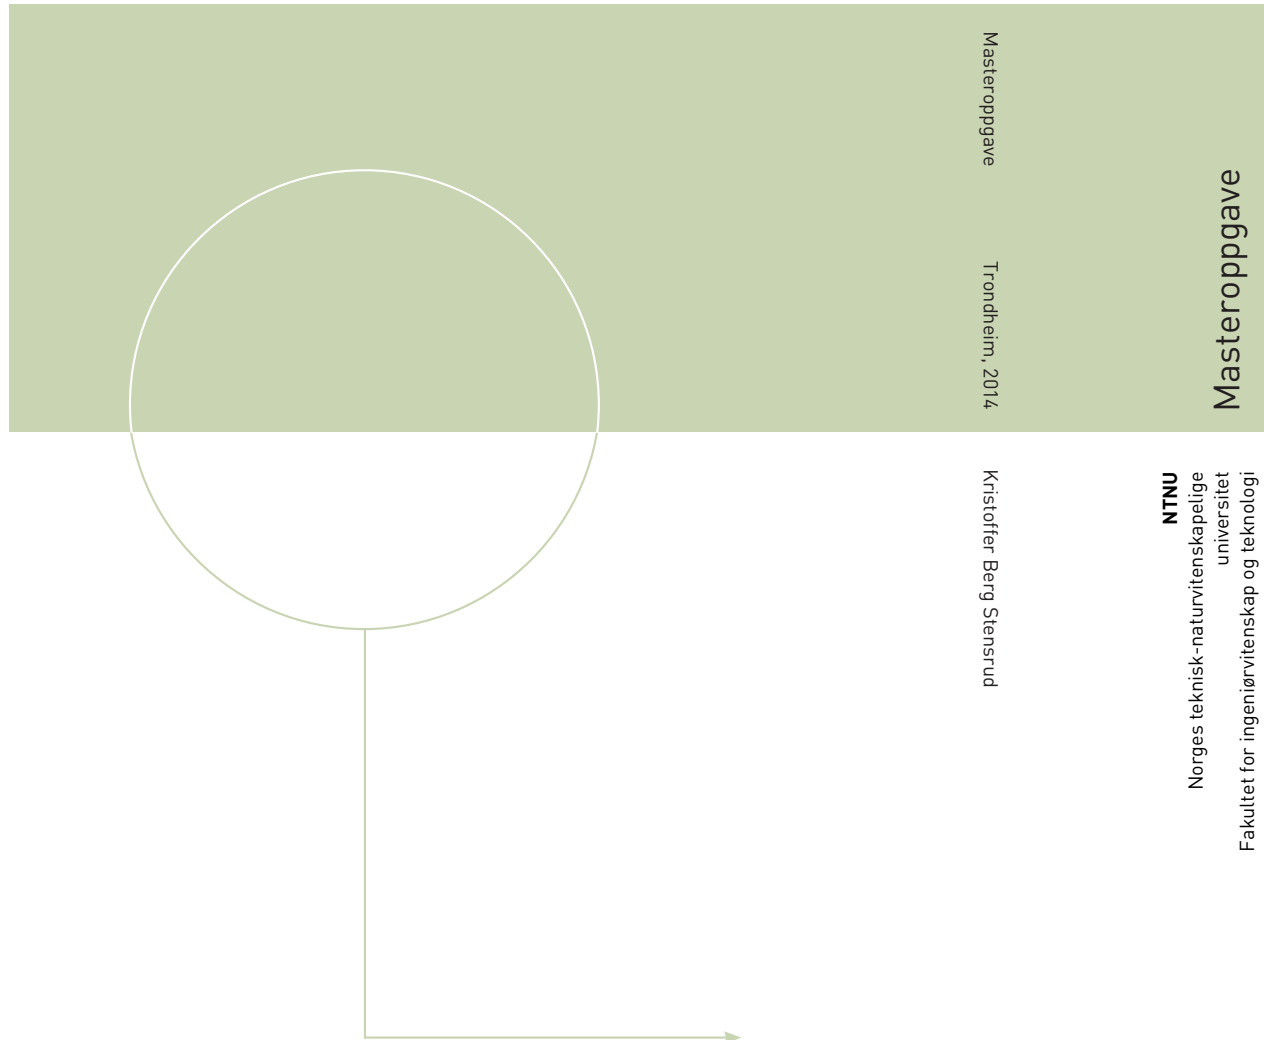 Masteroppgave
Trondheim, 2014
Kristoffer Berg Stensrud
Masteroppgave
NTNU
Norges teknisk-naturvitenskapelige
universitet
Fakultet for ingeniørvitenskap og teknologi